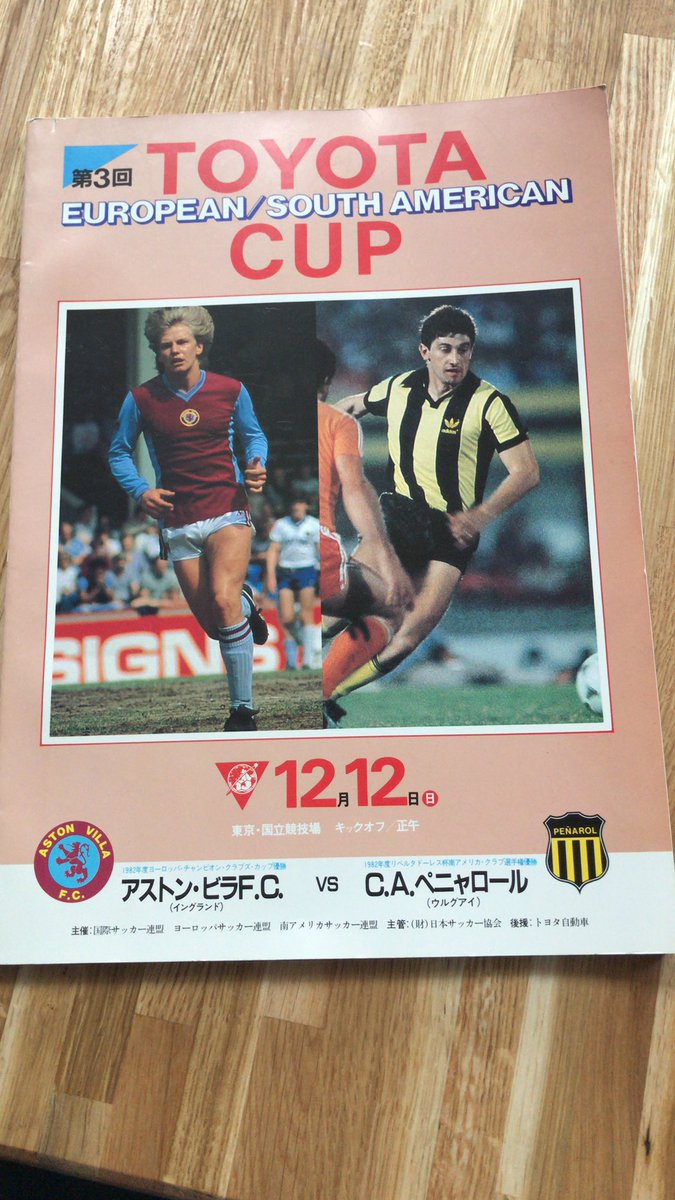 第3回 TOYOTA
EUROPEAN/SOUTH AMERICAN
CUP
adidas
SIGNS
12月12日㊐
東京・国立競技場 キックオフ/正午
ASTON VILLA F.C.
PEÑAROL
1982年度ヨーロッパ・チャンピオン・クラブズ・カップ優勝
アストン・ビラF.C.
(イングランド)
VS
1982年度リベルタドーレス杯南アメリカ・クラブ選手権優勝
C.A.ペニャロール
(ウルグアイ)
主催:国際サッカー連盟 ヨーロッパサッカー連盟 南アメリカサッカー連盟 主管:(財)日本サッカー協会 後援:トヨタ自動車